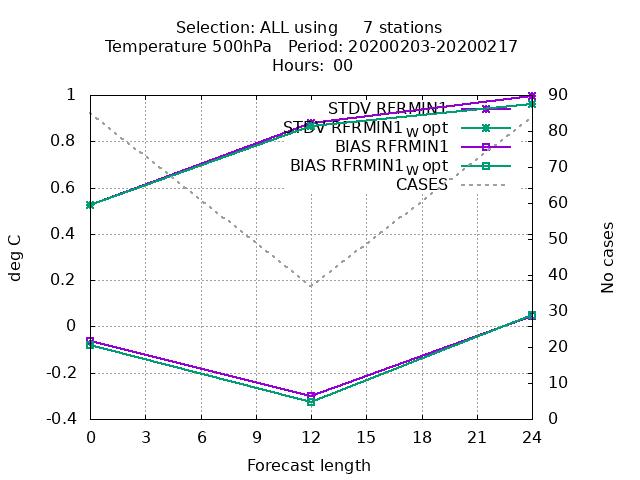 Selection: ALL using 7 stations
Temperature 500hPa Period: 20200203-20200217
Hours: 00
1
0.8
0.6
0.4
0.2
0
-0.2
-0.4
deg C
STDV RFRMIN1
STDV RFRMIN1w opt
BIAS RFRMIN1
BIAS RFRMIN1w opt
CASES
90
80
70
60
50
40
30
20
10
0
No cases
0 3 6 9 12 15 18 21 24
Forecast length